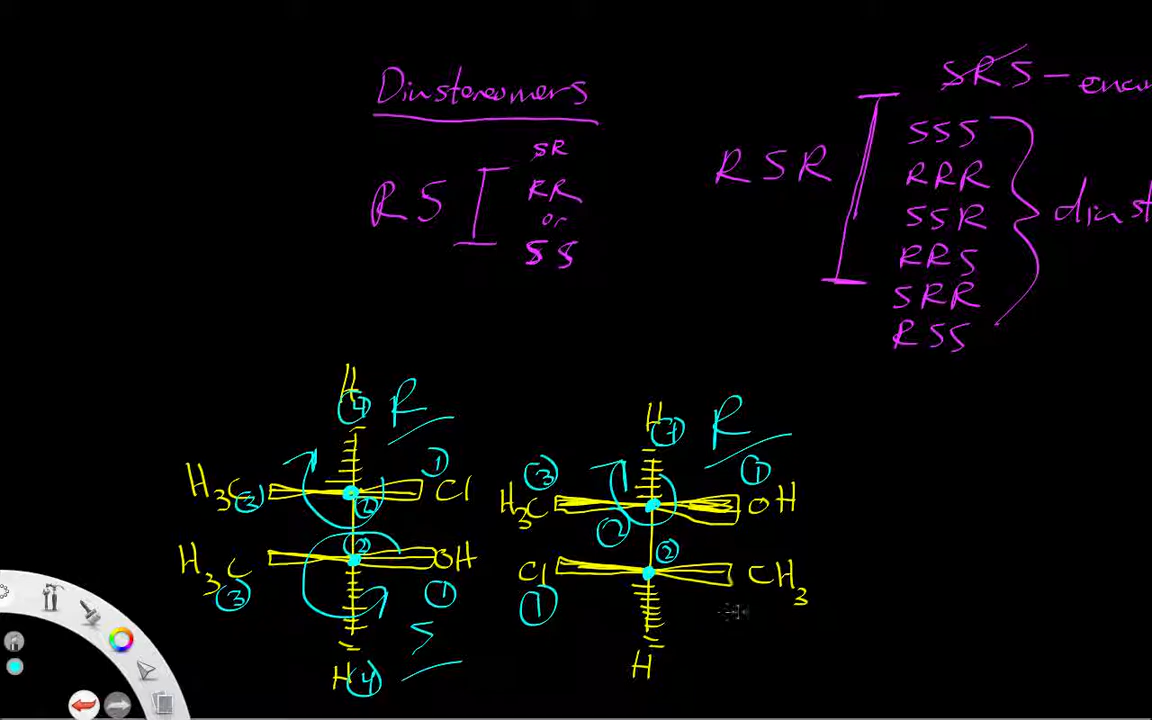 Diastereomers
SR
RS
RR
or
SS
SRS - enan
RSR
SSS
RRR
SSR
RRS
SRR
RSS
diast
H
4
R
1
H3C
3
2
Cl
2
H3C
OH
3
1
S
H
4
H
4
R
1
3
H3C
OH
2
2
Cl
CH3
1
H